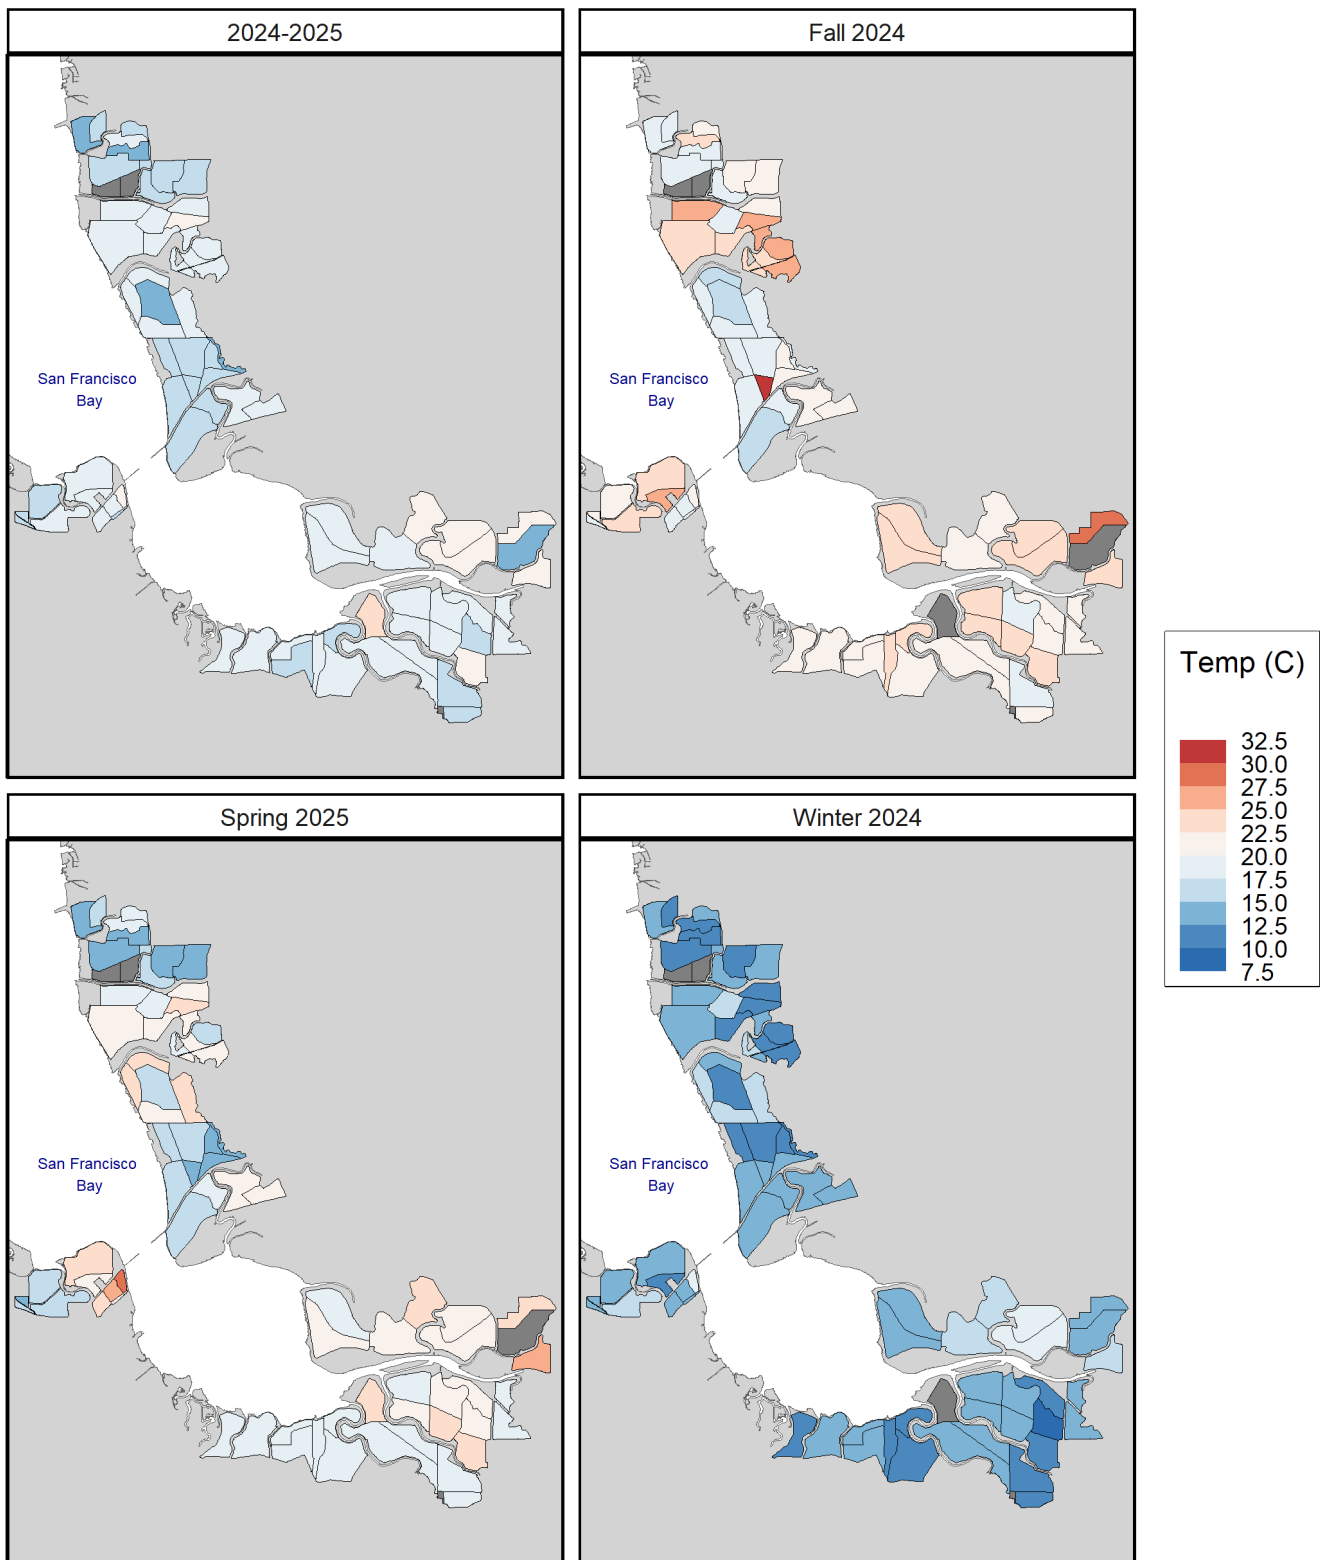 2024-2025
Fall 2024
San Francisco
Bay
San Francisco
Bay
Temp (C)
32.5
30.0
27.5
25.0
22.5
20.0
17.5
15.0
12.5
10.0
7.5
Spring 2025
Winter 2024
San Francisco
Bay
San Francisco
Bay